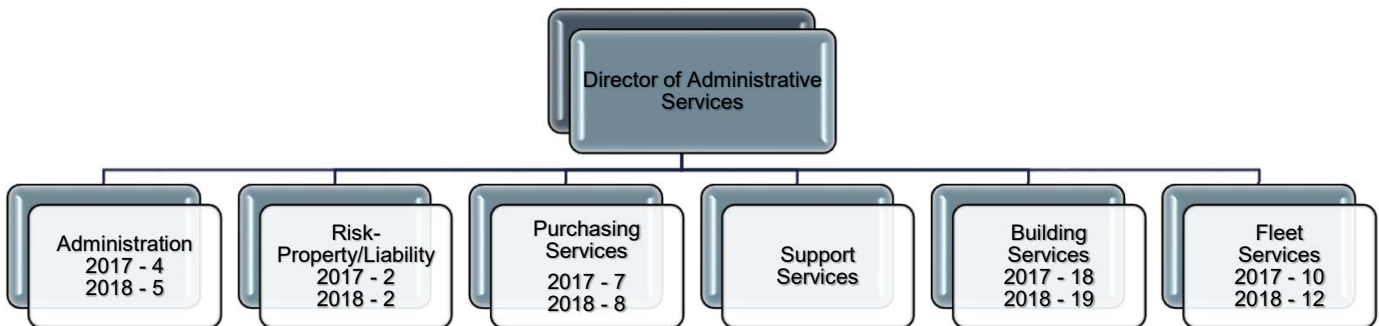 Director of Administrative
Services
Administration
2017 - 4
2018 - 5
Risk-
Property/Liability
2017 - 2
2018 - 2
Purchasing
Services
2017 - 7
2018 - 8
Support
Services
Building
Services
2017 - 18
2018 - 19
Fleet
Services
2017 - 10
2018 - 12